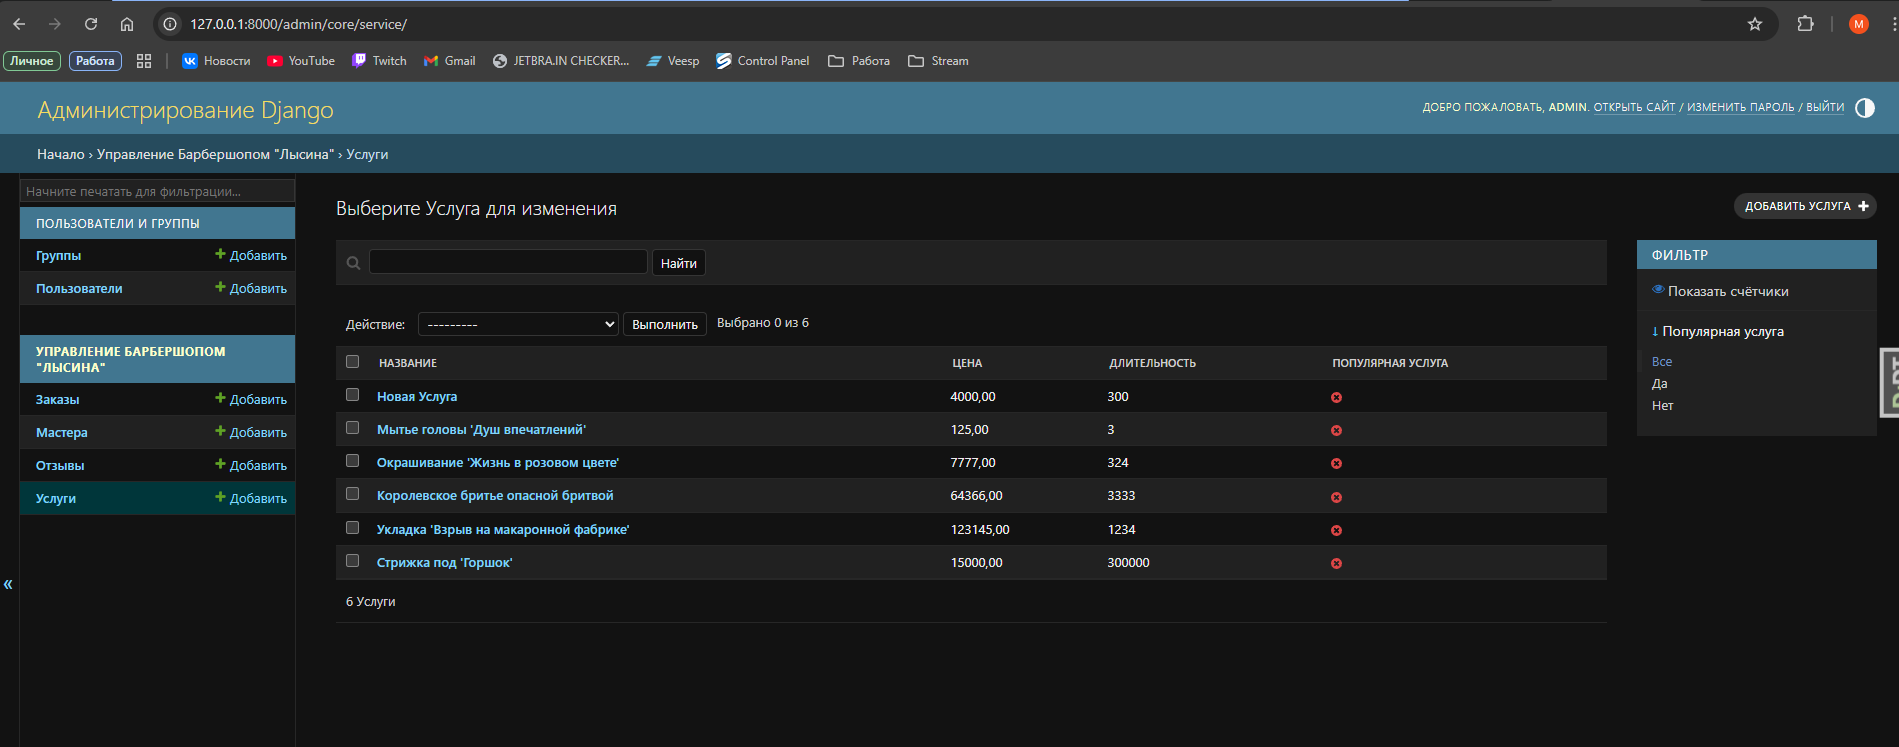 127.0.0.1:8000/admin/core/service/
M
Личное Работа Новости YouTube Twitch Gmail JETBRA.IN CHECKER... Veesp Control Panel Работа Stream
Администрирование Django
ДОБРО ПОЖАЛОВАТЬ, ADMIN. ОТКРЫТЬ САЙТ / ИЗМЕНИТЬ ПАРОЛЬ / ВЫЙТИ
Начало › Управление Барбершопом "Лысина" › Услуги
Начните печатать для фильтрации...
ПОЛЬЗОВАТЕЛИ И ГРУППЫ
Группы Добавить
Пользователи Добавить
УПРАВЛЕНИЕ БАРБЕРШОПОМ
"ЛЫСИНА"
Заказы Добавить
Мастера Добавить
Отзывы Добавить
Услуги Добавить
«
Выберите Услуга для изменения
ДОБАВИТЬ УСЛУГА
Найти
Действие: --------- Выполнить Выбрано 0 из 6
НАЗВАНИЕ ЦЕНА ДЛИТЕЛЬНОСТЬ ПОПУЛЯРНАЯ УСЛУГА
Новая Услуга 4000,00 300
Мытье головы 'Душ впечатлений' 125,00 3
Окрашивание 'Жизнь в розовом цвете' 7777,00 324
Королевское бритье опасной бритвой 64366,00 3333
Укладка 'Взрыв на макаронной фабрике' 123145,00 1234
Стрижка под 'Горшок' 15000,00 300000
6 Услуги
ФИЛЬТР
Показать счётчики
↓ Популярная услуга
Все
Да
Нет